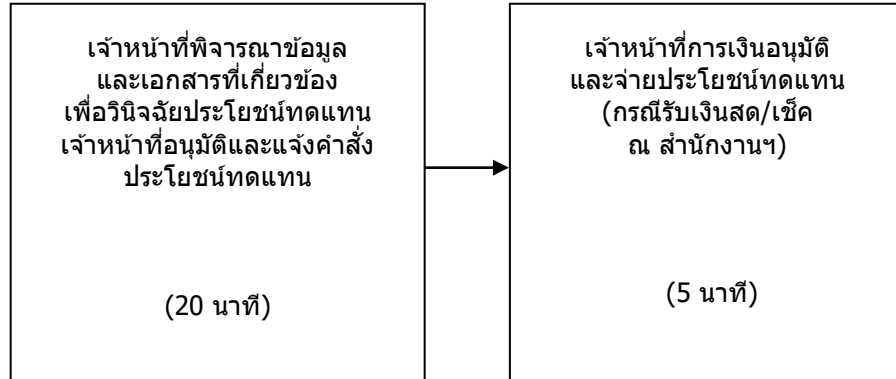 เจ้าหน้าที่พิจารณาข้อมูล
และเอกสารที่เกี่ยวข้อง
เพื่อวินิจฉัยประโยชน์ทดแทน
เจ้าหน้าที่อนุมัติและแจ้งคำสั่ง
ประโยชน์ทดแทน
(20 นาที)
เจ้าหน้าที่การเงินอนุมัติ
และจ่ายประโยชน์ทดแทน
(กรณีรับเงินสด/เช็ค
ณ สำนักงานฯ)
(5 นาที)